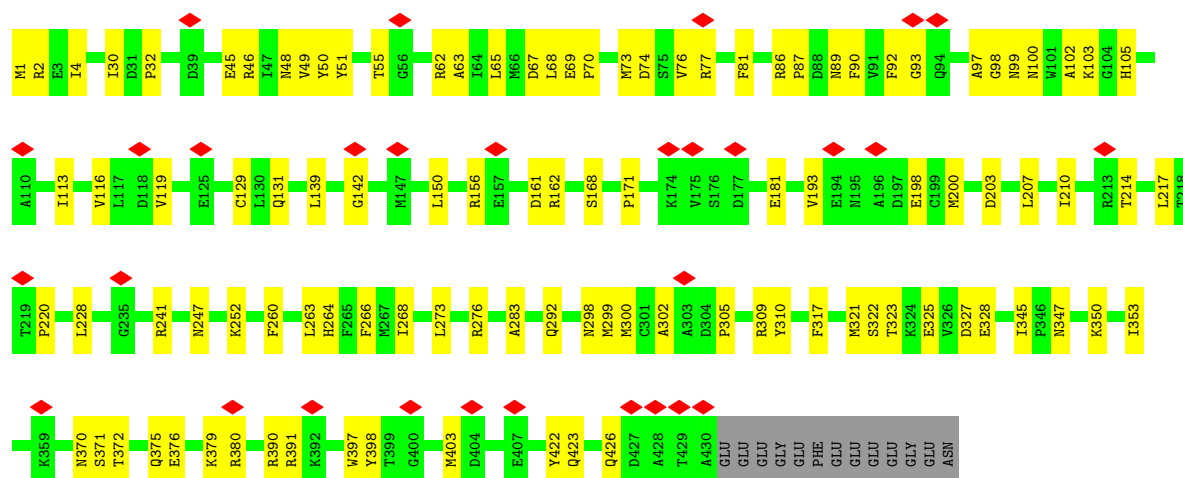 M1 R2 E3 I4 I30 D31 P32 D39 E45 R46 I47 N48 V49 Y50 Y51 T55 G56 R62 A63 I64 L65 M66 D67 L68 E69 P70 M73 D74 S75 V76 R77 F81 R86 P87 D88 N89 F90 V91 F92 G93 Q94 A97 G98 N99 N100 W101 A102 K103 G104 H105
A110 I113 V116 L117 D118 V119 E125 C129 L130 Q131 L139 G142 M147 L150 R156 E157 D161 R162 S168 P171 K174 V175 S176 D177 E181 V193 E194 N195 A196 D197 E198 C199 M200 D203 L207 I210 R213 T214 L217 T218
T219 P220 L228 G235 R241 N247 K252 F260 L263 H264 F265 F266 M267 I268 L273 R276 A283 Q292 N298 M299 M300 C301 A302 A303 D304 P305 R309 Y310 F317 M321 S322 T323 K324 E325 V326 D327 E328 I345 P346 N347 K350 I353
K359 N370 S371 T372 Q375 E376 K379 R380 R390 R391 K392 W397 Y398 T399 G400 M403 D404 E407 Y422 Q423 Q426 D427 A428 T429 A430 GLU GLU GLU GLY GLU PHE GLU GLU GLU GLU GLY GLU ASN